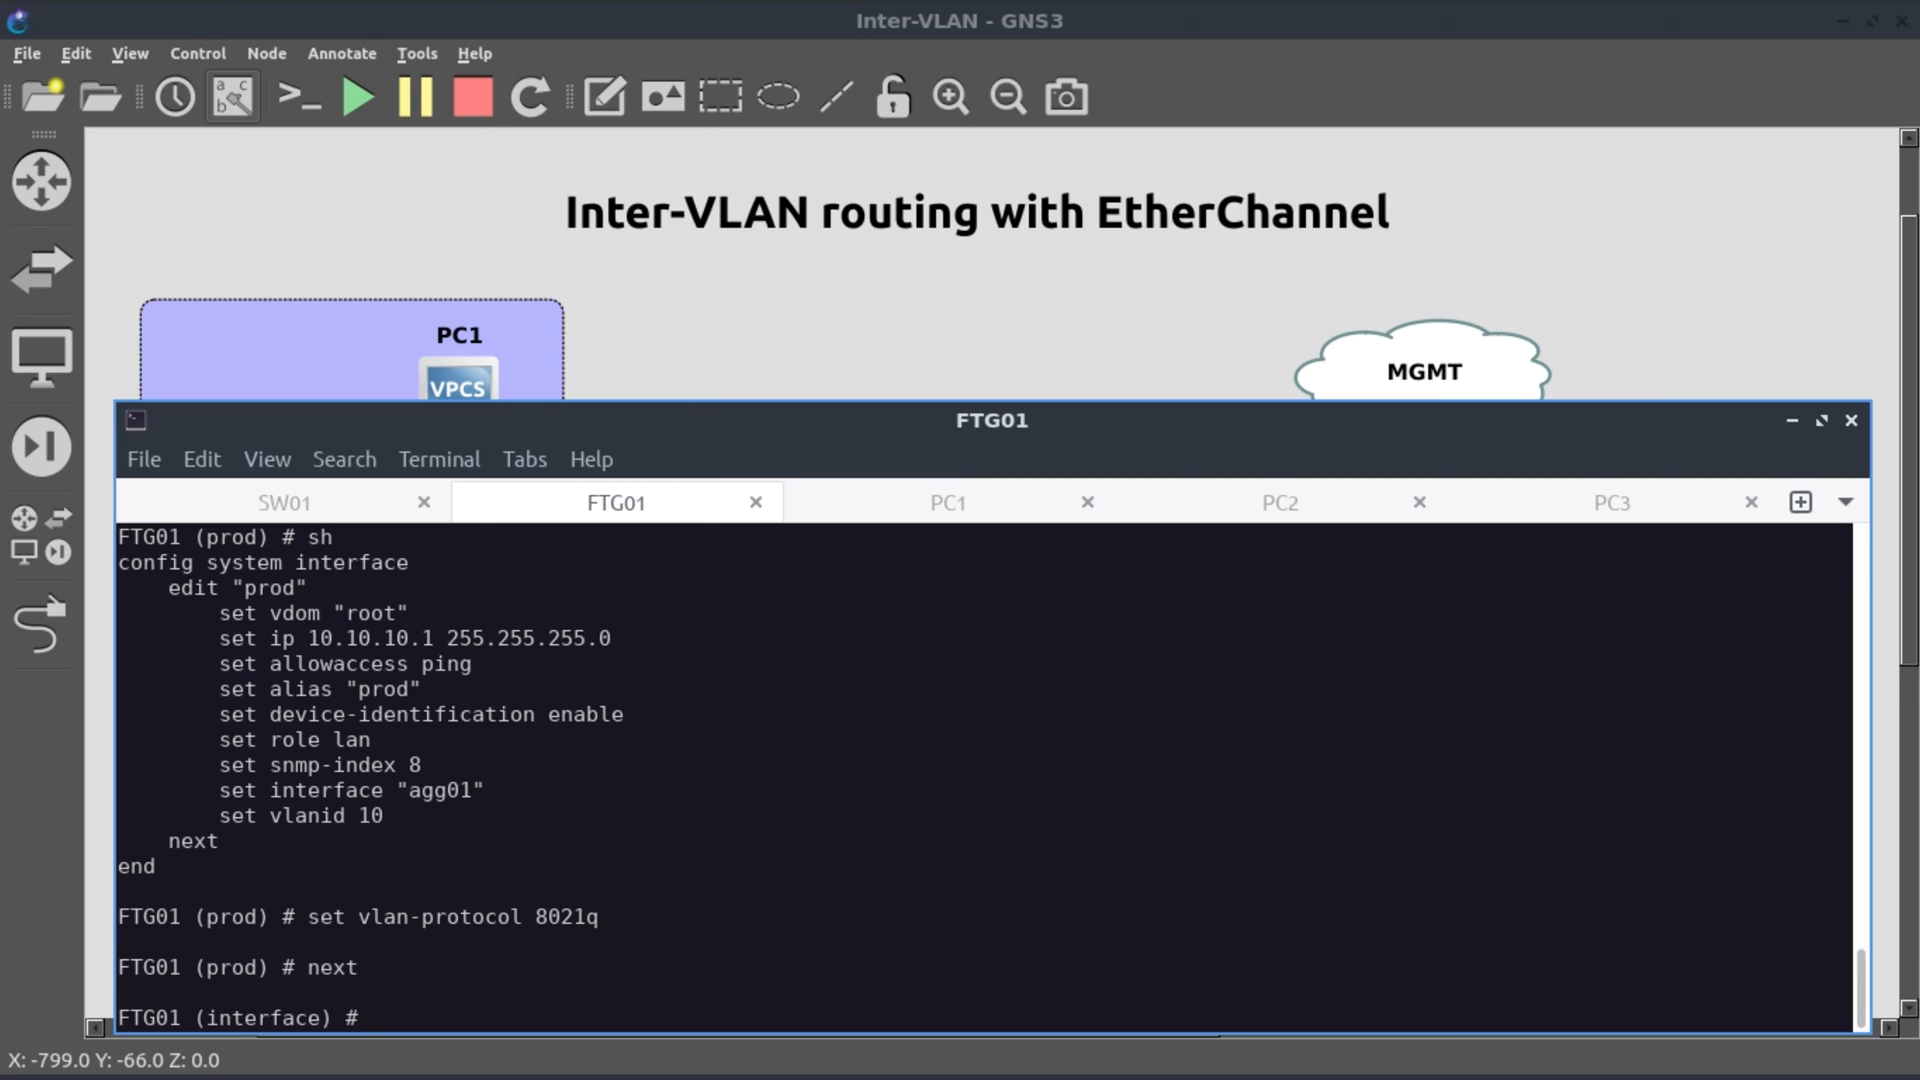 Inter-VLAN - GNS3
File Edit View Control Node Annotate Tools Help
a c
b
>_
Inter-VLAN routing with EtherChannel
PC1
VPCS
MGMT
FTG01
File Edit View Search Terminal Tabs Help
SW01 FTG01 PC1 PC2 PC3
FTG01 (prod) # sh
config system interface
    edit "prod"
        set vdom "root"
        set ip 10.10.10.1 255.255.255.0
        set allowaccess ping
        set alias "prod"
        set device-identification enable
        set role lan
        set snmp-index 8
        set interface "agg01"
        set vlanid 10
    next
end
FTG01 (prod) # set vlan-protocol 8021q
FTG01 (prod) # next
FTG01 (interface) #
X: -799.0 Y: -66.0 Z: 0.0